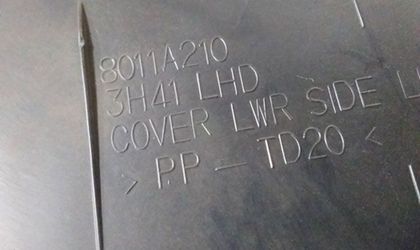 8011A210
3H41 LHD
COVER LWR SIDE L
> PP - TD20 <